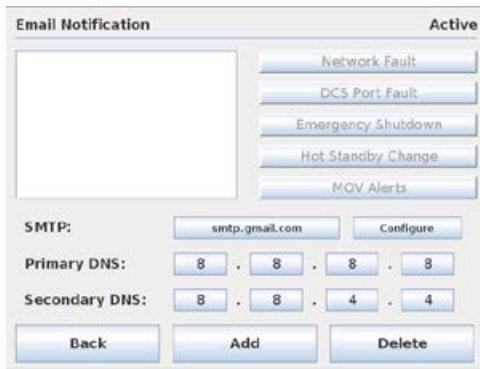 Email Notification Active
Network Fault
DCS Port Fault
Emergency Shutdown
Hot Standby Change
MOV Alerts
SMTP: smtp.gmail.com Configure
Primary DNS: 8 . 8 . 8 . 8
Secondary DNS: 8 . 8 . 4 . 4
Back Add Delete